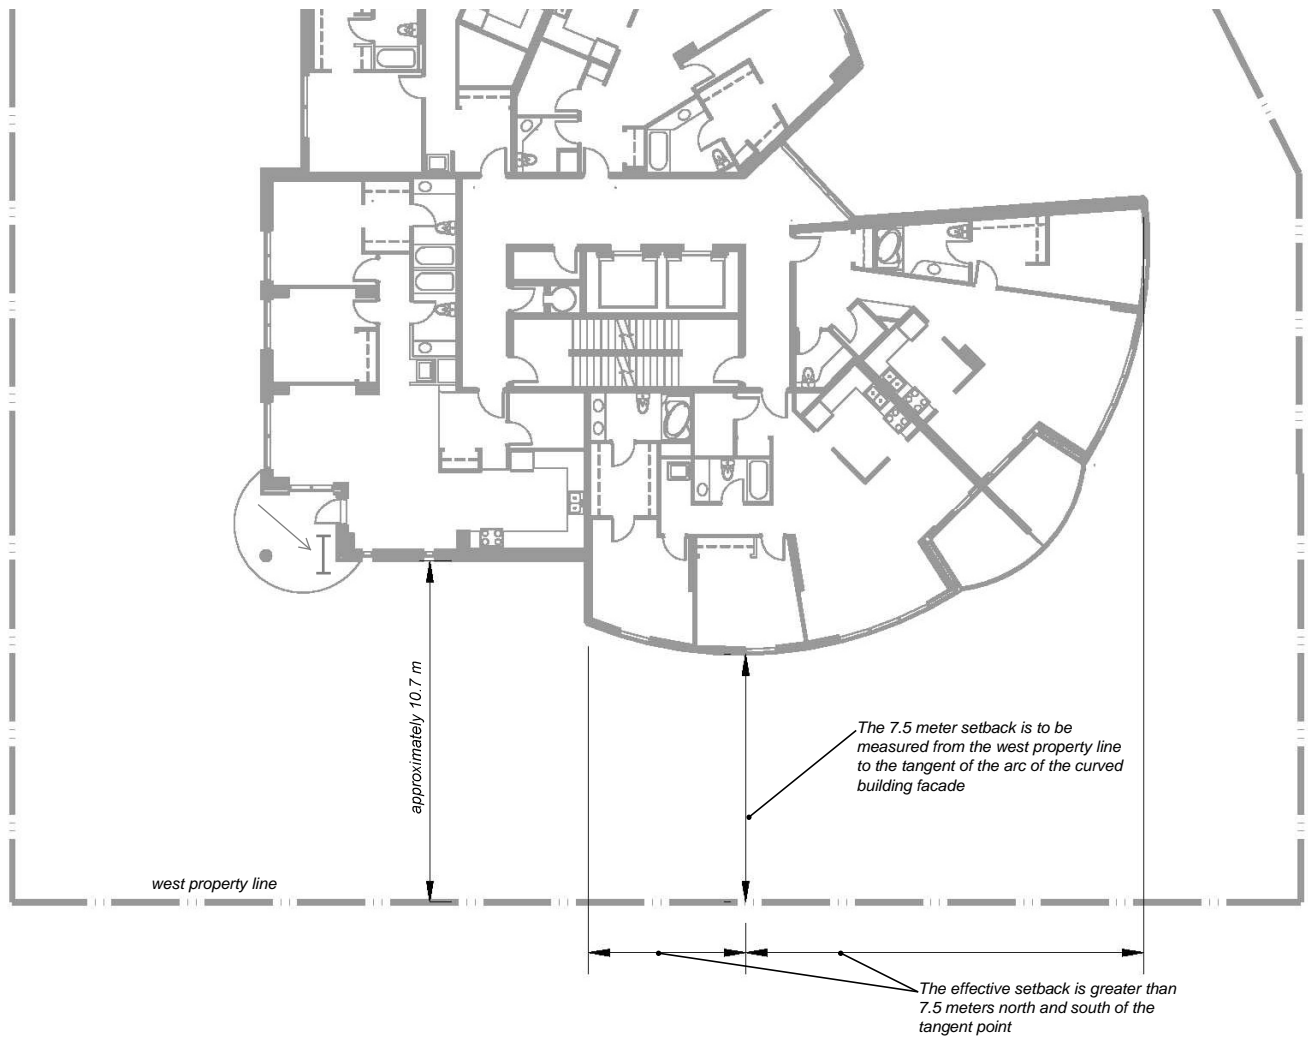 approximately 10.7 m
The 7.5 meter setback is to be
measured from the west property line
to the tangent of the arc of the curved
building facade
west property line
The effective setback is greater than
7.5 meters north and south of the
tangent point